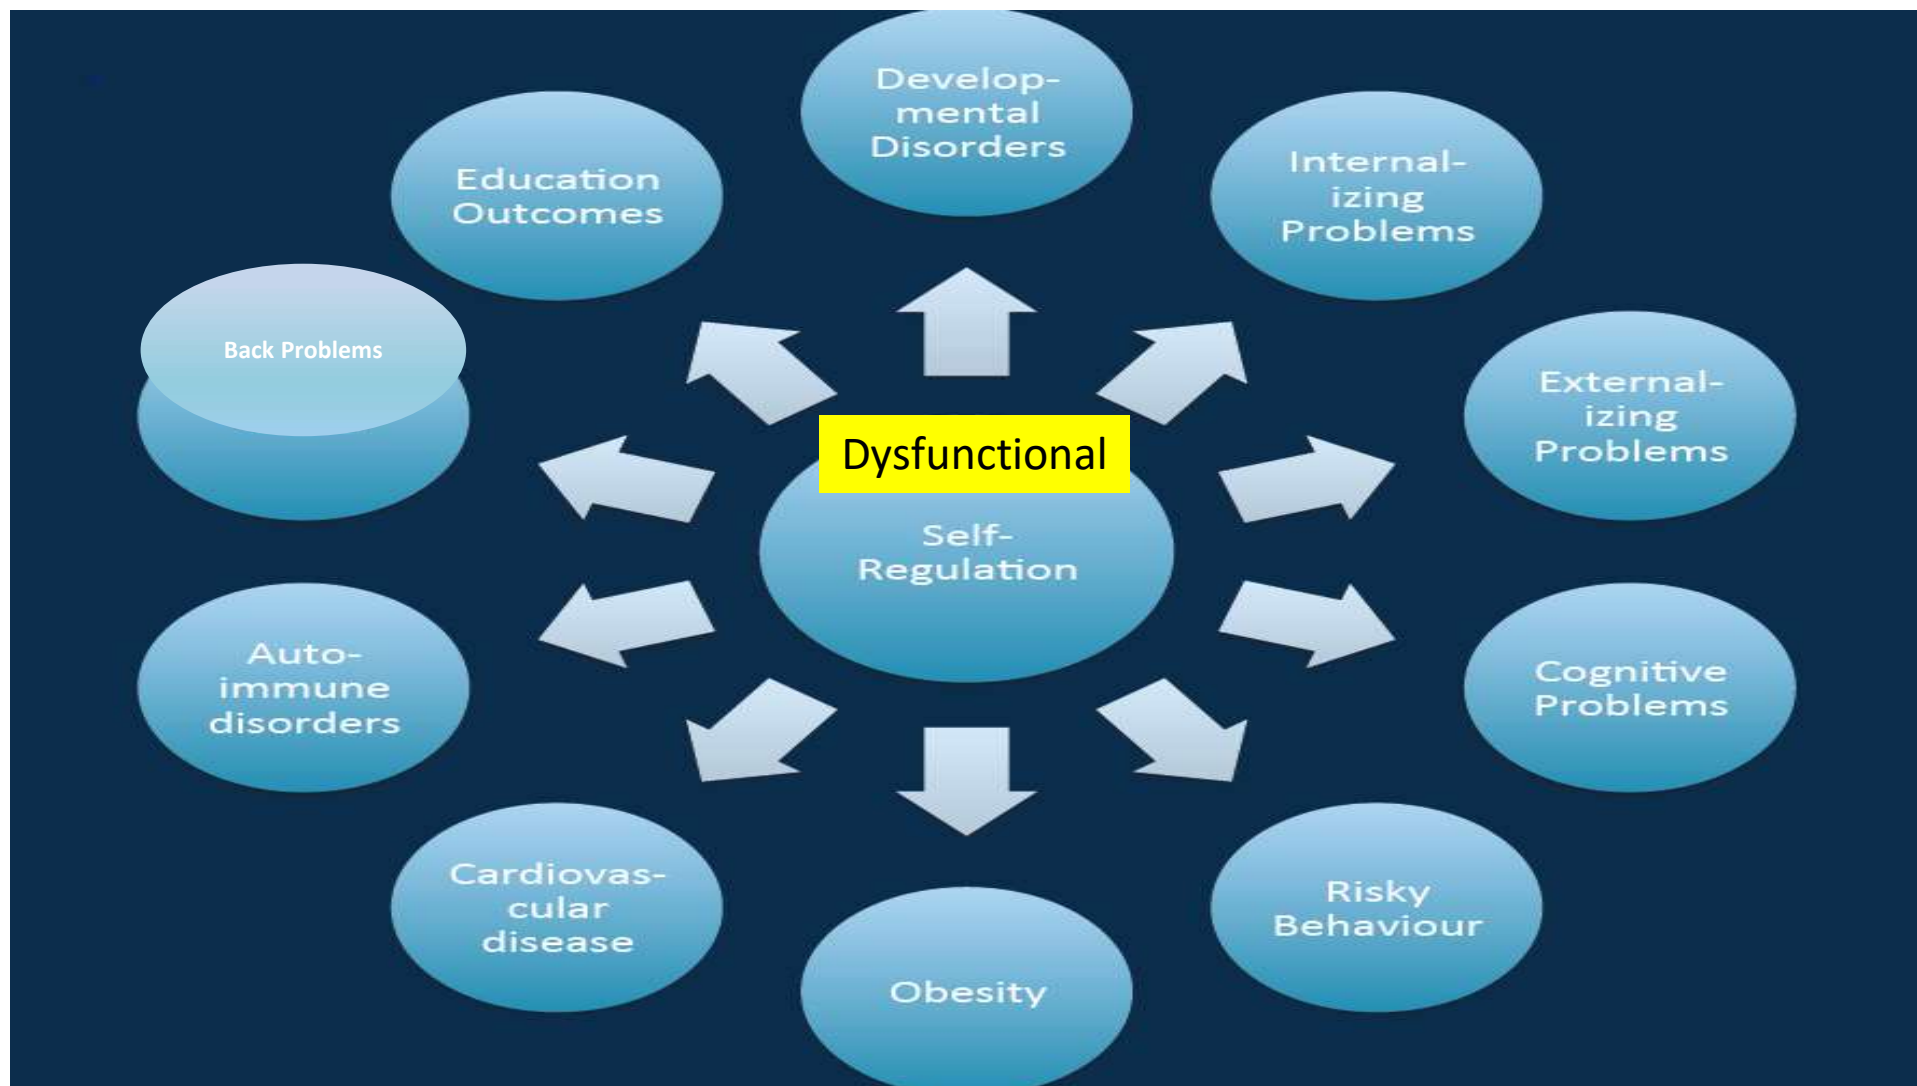 Develop-
mental
Disorders
Internal-
izing
Problems
External-
izing
Problems
Cognitive
Problems
Risky
Behaviour
Obesity
Cardiovas-
cular
disease
Auto-
immune
disorders
Back Problems
Education
Outcomes
Dysfunctional
Self-
Regulation